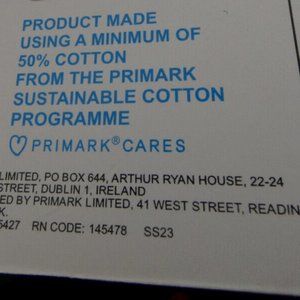 PRODUCT MADE
USING A MINIMUM OF
50% COTTON
FROM THE PRIMARK
SUSTAINABLE COTTON
PROGRAMME
PRIMARK®CARES
LIMITED, PO BOX 644, ARTHUR RYAN HOUSE, 22-24
STREET, DUBLIN 1, IRELAND
ED BY PRIMARK LIMITED, 41 WEST STREET, READIN
K.
5427 RN CODE: 145478 SS23